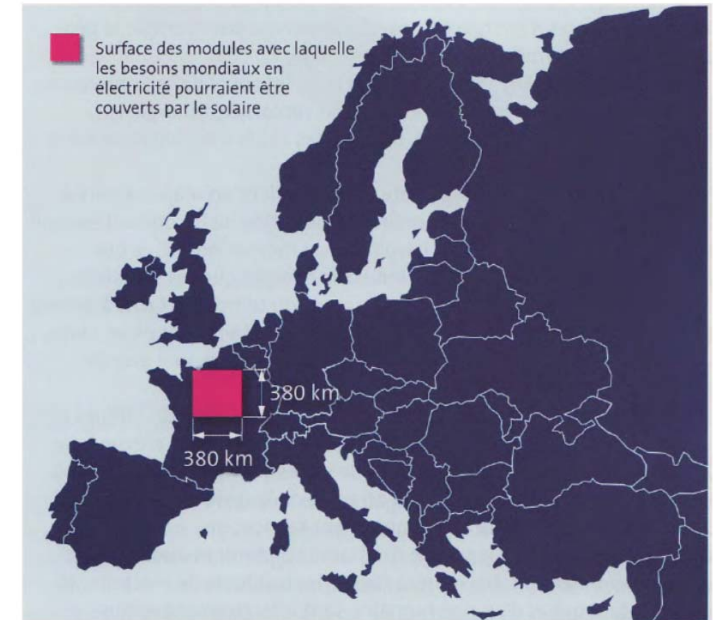 Surface des modules avec laquelle
les besoins mondiaux en
électricité pourraient être
couverts par le solaire
380 km
380 km